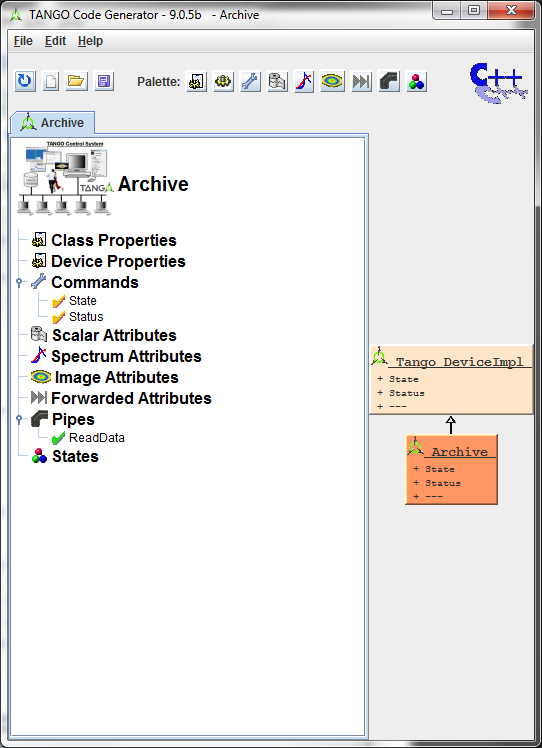 TANGO Code Generator - 9.0.5b - Archive
File Edit Help
Palette:
C++
Archive
TANGO Control System
TANGO
Archive
Class Properties
Device Properties
Commands
State
Status
Scalar Attributes
Spectrum Attributes
Image Attributes
Forwarded Attributes
Pipes
ReadData
States
Tango DeviceImpl
+ State
+ Status
+ ---
Archive
+ State
+ Status
+ ---